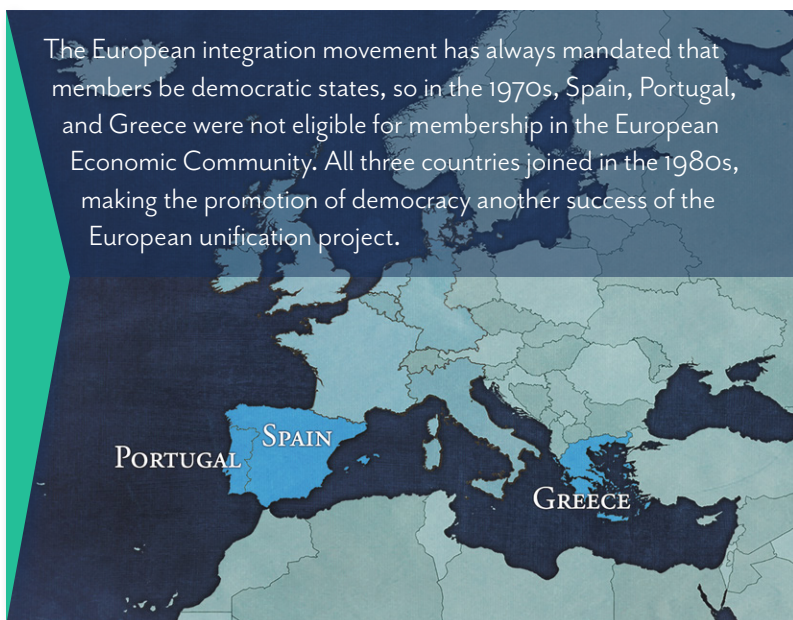 The European integration movement has always mandated that
members be democratic states, so in the 1970s, Spain, Portugal,
and Greece were not eligible for membership in the European
Economic Community. All three countries joined in the 1980s,
making the promotion of democracy another success of the
European unification project.
Spain
Portugal
Greece